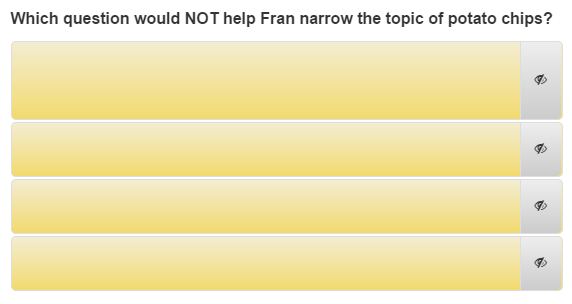 Which question would NOT help Fran narrow the topic of potato chips?